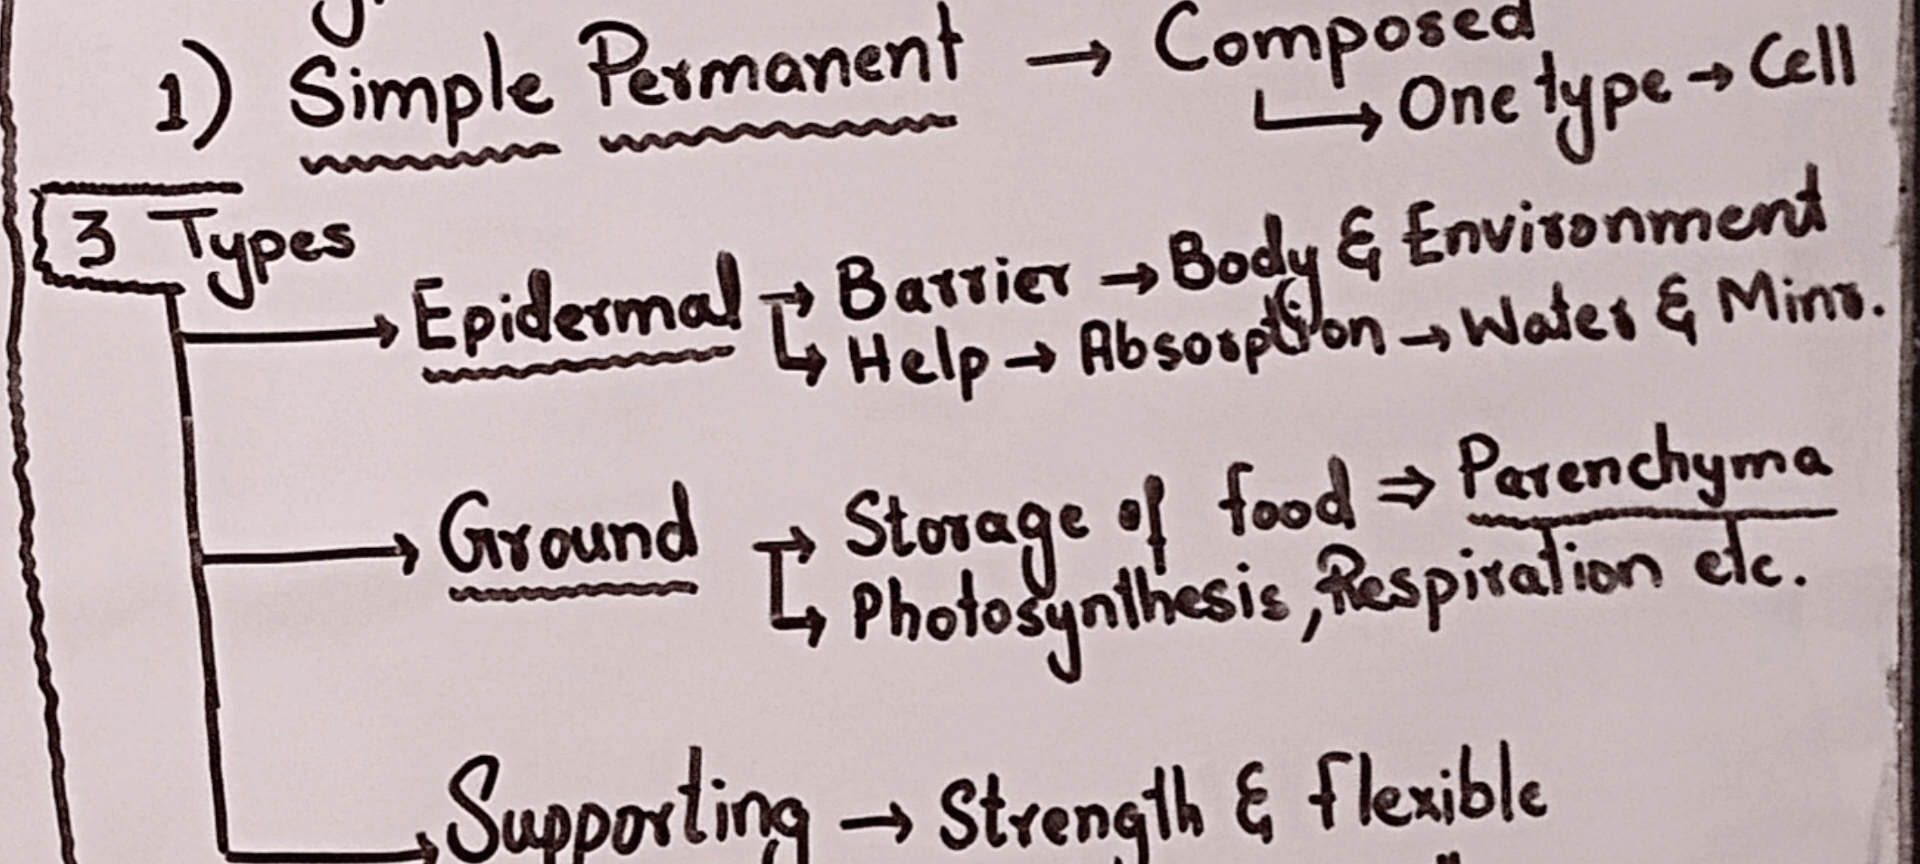 1) Simple Permanent → Composed
↳ One type → Cell
3 Types
→ Epidermal → Barrier → Body & Environment
↳ Help → Absorption → Water & Minr.
→ Ground → Storage of food ⇒ Parenchyma
↳ Photosynthesis, Respiration etc.
→ Supporting → Strength & flexible